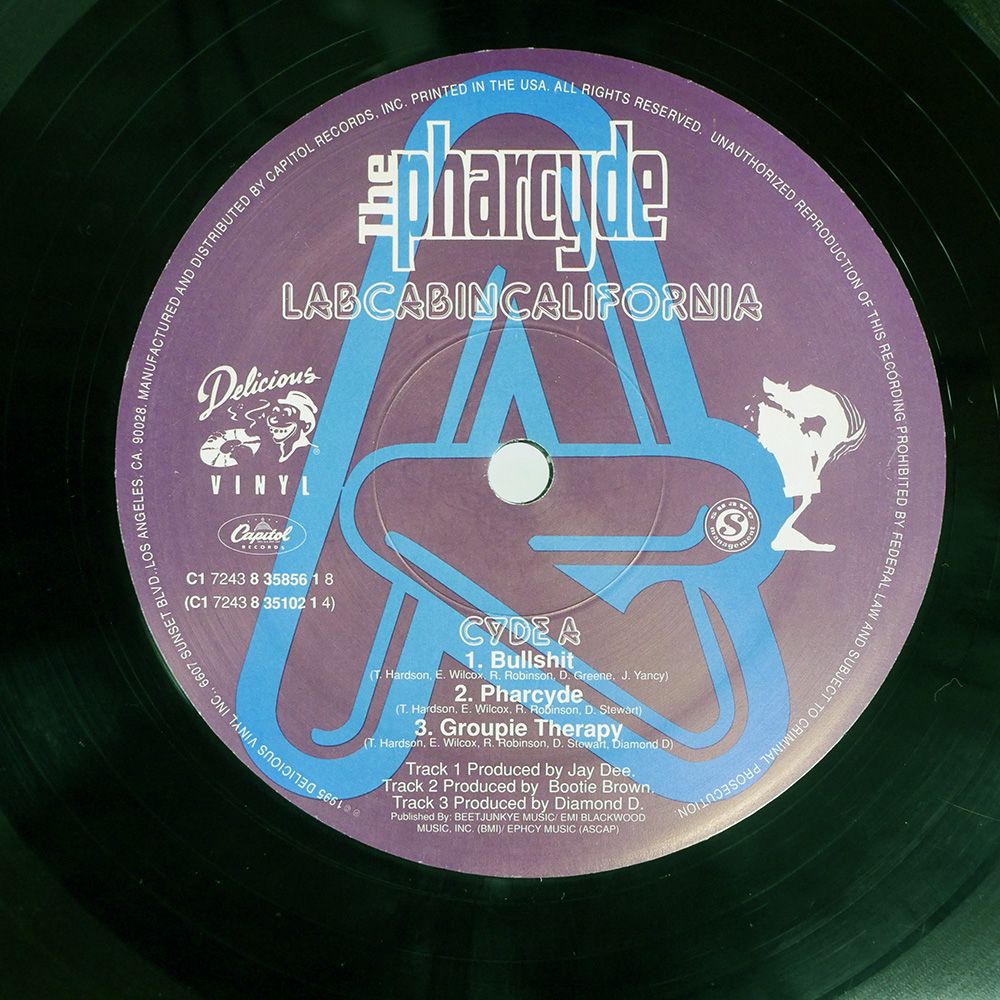 ℗©1995 DELICIOUS VINYL INC., 6607 SUNSET BLVD., LOS ANGELES, CA. 90028. MANUFACTURED AND DISTRIBUTED BY CAPITOL RECORDS, INC. PRINTED IN THE USA. ALL RIGHTS RESERVED. UNAUTHORIZED REPRODUCTION OF THIS RECORDING PROHIBITED BY FEDERAL LAW AND SUBJECT TO CRIMINAL PROSECUTION.
The pharcyde
LABCABINCALIFORNIA
Delicious
VINYL ®
Capitol
RECORDS
suave
S
management
C1 7243 8 35856 1 8
(C1 7243 8 35102 1 4)
CYDE A
1. Bullshit
(T. Hardson, E. Wilcox, R. Robinson, D. Greene, J. Yancy)
2. Pharcyde
(T. Hardson, E. Wilcox, R. Robinson, D. Stewart)
3. Groupie Therapy
(T. Hardson, E. Wilcox, R. Robinson, D. Stewart, Diamond D)
Track 1 Produced by Jay Dee.
Track 2 Produced by Bootie Brown.
Track 3 Produced by Diamond D.
Published By: BEETJUNKYE MUSIC/ EMI BLACKWOOD
MUSIC, INC. (BMI)/ EPHCY MUSIC (ASCAP)